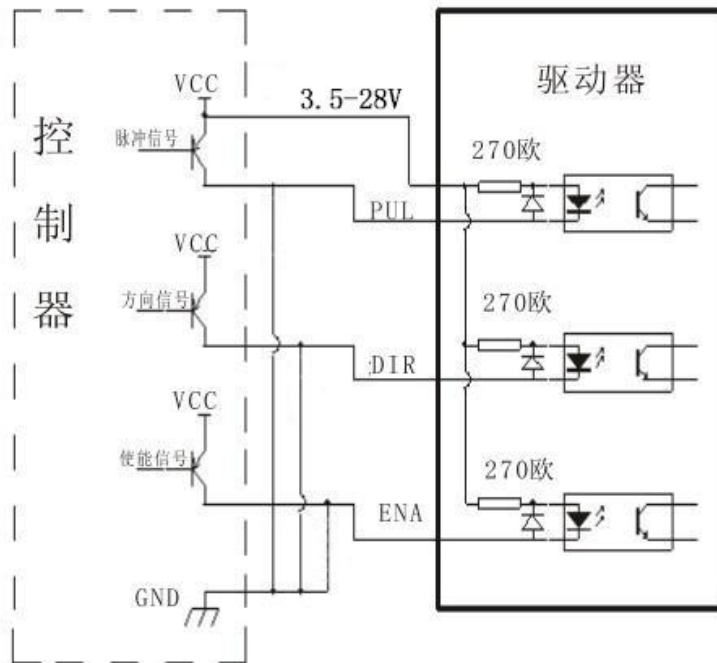 控制器
驱动器
VCC
3.5-28V
脉冲信号
270欧
PUL
VCC
方向信号
270欧
DIR
VCC
使能信号
270欧
ENA
GND